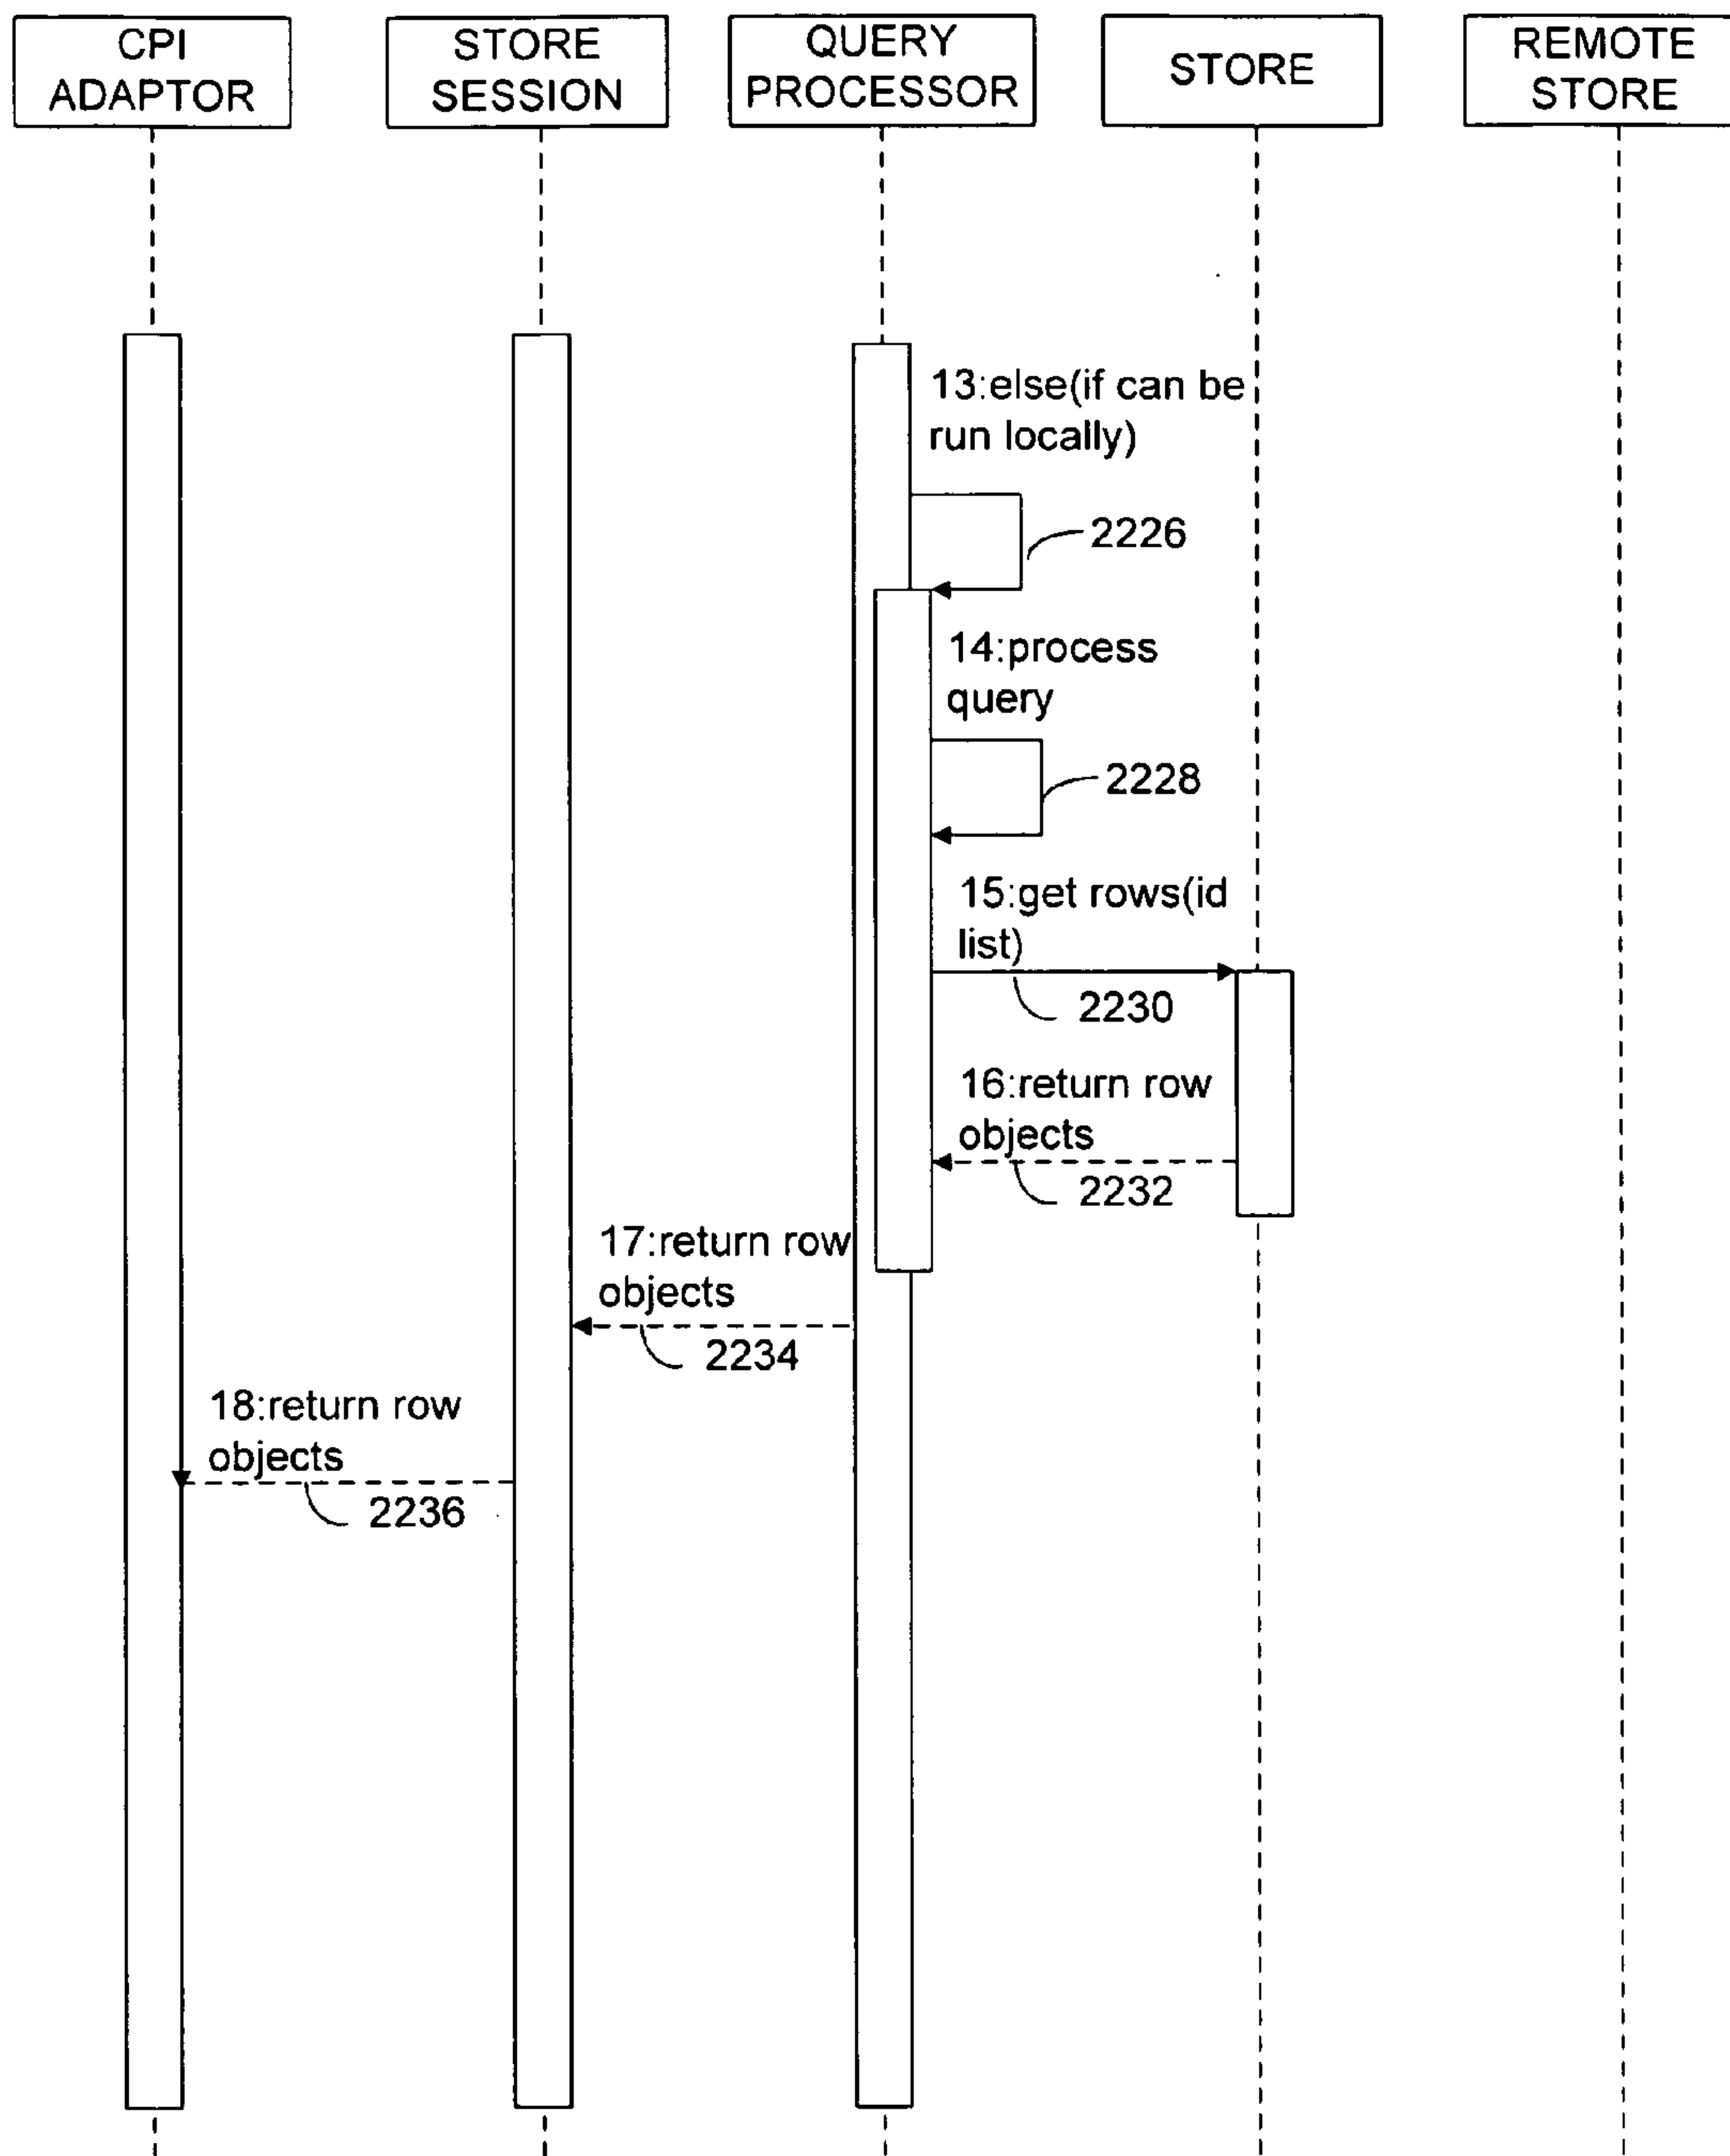 CPI
ADAPTOR
STORE
SESSION
QUERY
PROCESSOR
STORE
REMOTE
STORE
13:else(if can be
run locally)
2226
14:process
query
2228
15:get rows(id
list)
2230
16:return row
objects
2232
17:return row
objects
2234
18:return row
objects
2236